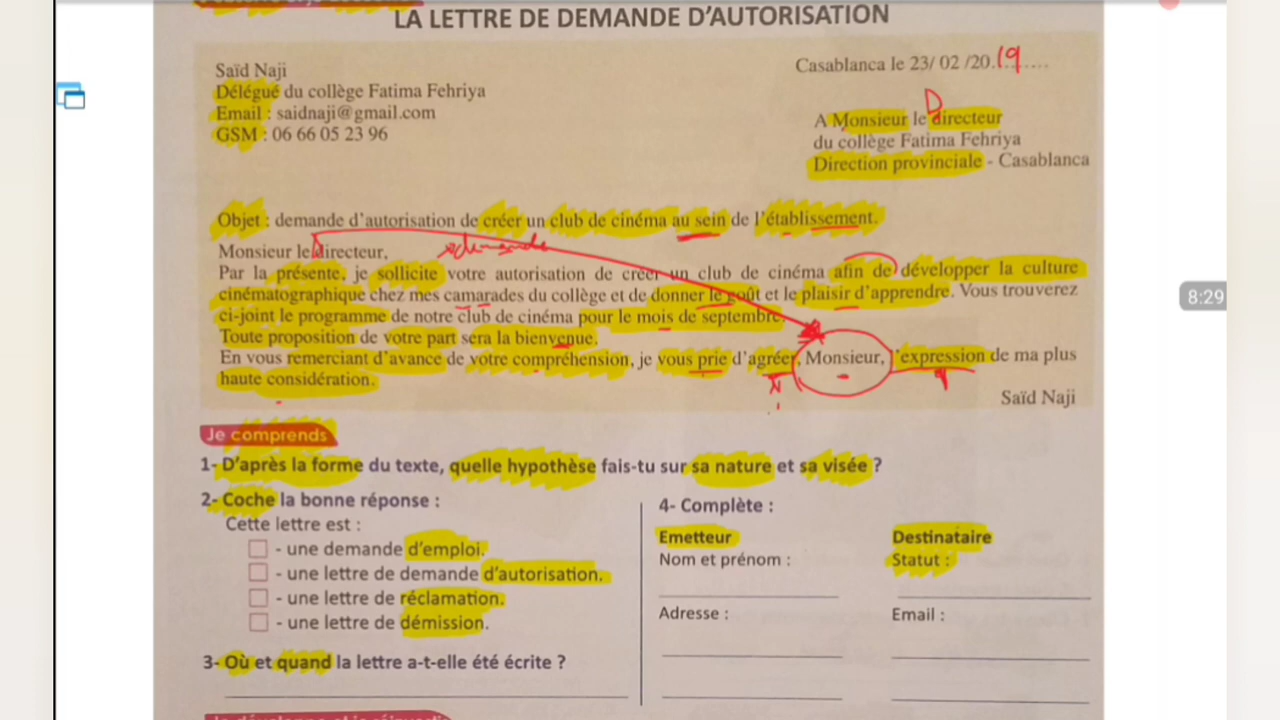 LA LETTRE DE DEMANDE D'AUTORISATION
Saïd Naji
Délégué du collège Fatima Fehriya
Email : saidnaji@gmail.com
GSM : 06 66 05 23 96
Casablanca le 23/ 02 /20.19.....
D
A Monsieur le directeur
du collège Fatima Fehriya
Direction provinciale - Casablanca
Objet : demande d'autorisation de créer un club de cinéma au sein de l'établissement.
demande
Monsieur le directeur,
Par la présente, je sollicite votre autorisation de créer un club de cinéma afin de développer la culture
cinématographique chez mes camarades du collège et de donner le goût et le plaisir d'apprendre. Vous trouverez
ci-joint le programme de notre club de cinéma pour le mois de septembre.
Toute proposition de votre part sera la bienvenue.
En vous remerciant d'avance de votre compréhension, je vous prie d'agréer, Monsieur, l'expression de ma plus
haute considération.
Saïd Naji
Je comprends
1- D'après la forme du texte, quelle hypothèse fais-tu sur sa nature et sa visée ?
2- Coche la bonne réponse :
Cette lettre est :
- une demande d'emploi.
- une lettre de demande d'autorisation.
- une lettre de réclamation.
- une lettre de démission.
3- Où et quand la lettre a-t-elle été écrite ?
4- Complète :
Emetteur
Nom et prénom :
Adresse :
Destinataire
Statut :
Email :
8:29